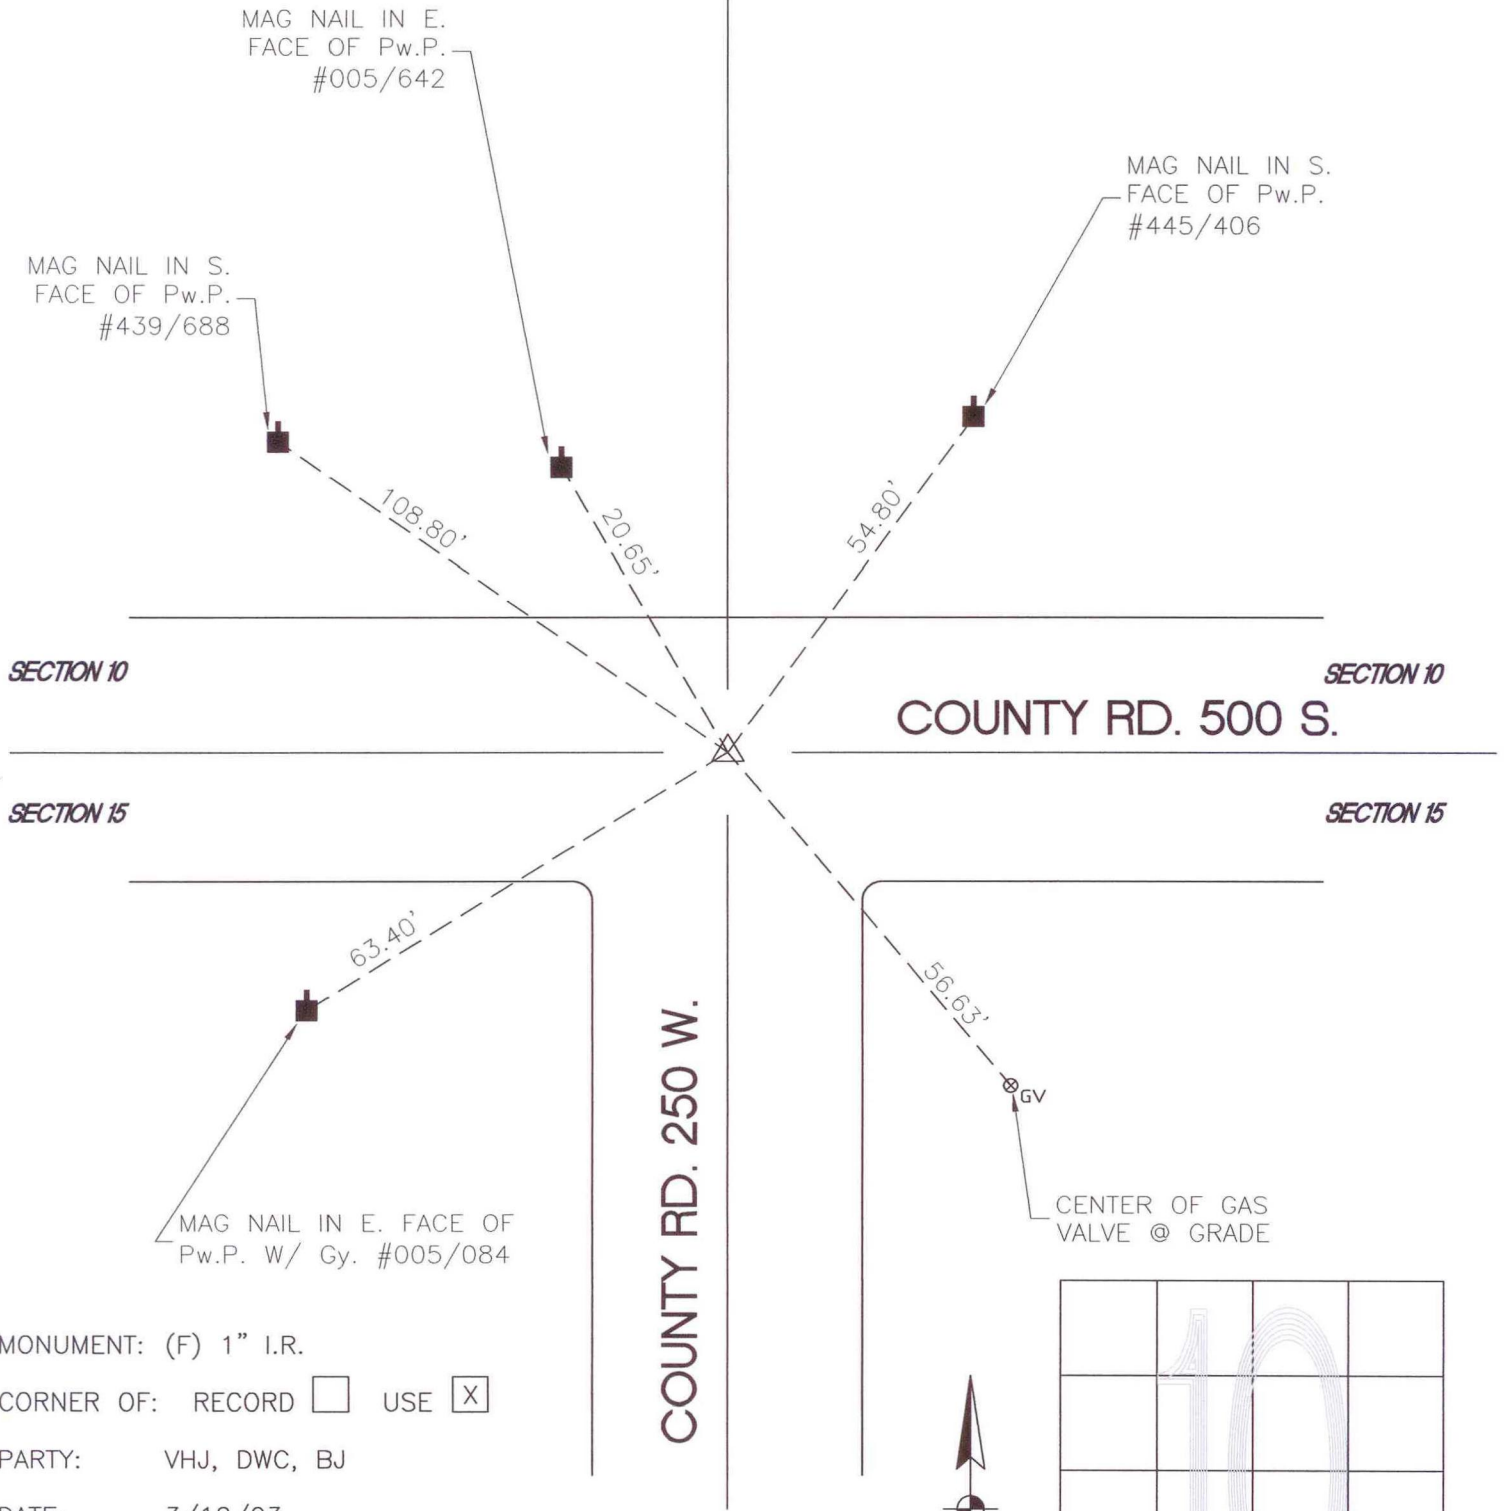 MAG NAIL IN E.
FACE OF Pw.P.
#005/642
MAG NAIL IN S.
FACE OF Pw.P.
#445/406
MAG NAIL IN S.
FACE OF Pw.P.
#439/688
108.80'
20.65'
54.80'
SECTION 10
SECTION 10
COUNTY RD. 500 S.
SECTION 15
SECTION 15
63.40'
56.63'
GV
COUNTY RD. 250 W.
MAG NAIL IN E. FACE OF
Pw.P. W/ Gy. #005/084
CENTER OF GAS
VALVE @ GRADE
10
MONUMENT: (F) 1" I.R.
CORNER OF: RECORD USE X
PARTY: VHJ, DWC, BJ